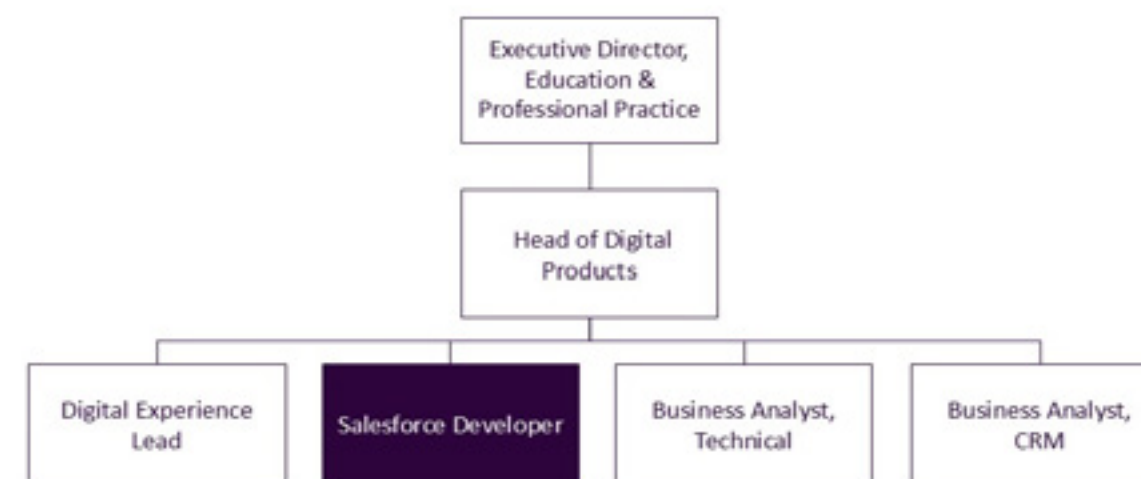 Executive Director,
Education &
Professional Practice
Head of Digital
Products
Digital Experience
Lead
Salesforce Developer
Business Analyst,
Technical
Business Analyst,
CRM